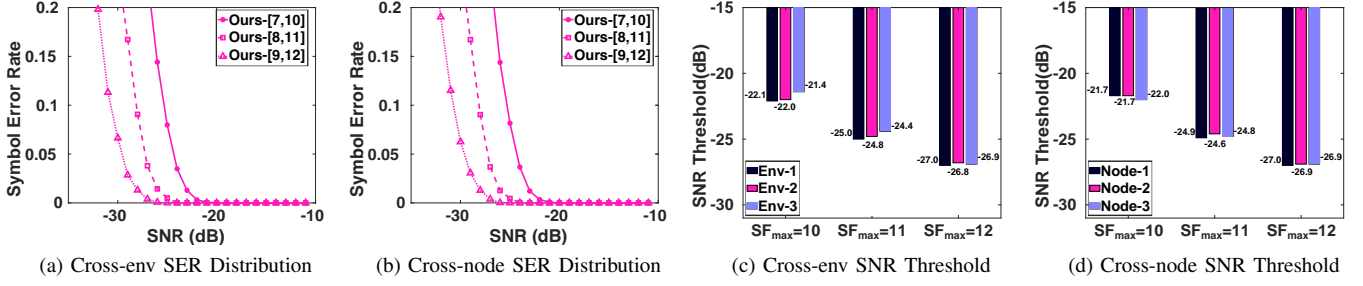 Symbol Error Rate
0.2
0.15
0.1
0.05
0
-30
-20
-10
SNR (dB)
Ours-[7,10]
Ours-[8,11]
Ours-[9,12]
(a) Cross-env SER Distribution
Symbol Error Rate
0.2
0.15
0.1
0.05
0
-30
-20
-10
SNR (dB)
Ours-[7,10]
Ours-[8,11]
Ours-[9,12]
(b) Cross-node SER Distribution
SNR Threshold(dB)
-15
-20
-25
-30
-22.1
-22.0
-21.4
-25.0
-24.8
-24.4
-27.0
-26.8
-26.9
Env-1
Env-2
Env-3
SFmax=10
SFmax=11
SFmax=12
(c) Cross-env SNR Threshold
SNR Threshold(dB)
-15
-20
-25
-30
-21.7
-21.7
-22.0
-24.9
-24.6
-24.8
-27.0
-26.9
-26.9
Node-1
Node-2
Node-3
SFmax=10
SFmax=11
SFmax=12
(d) Cross-node SNR Threshold